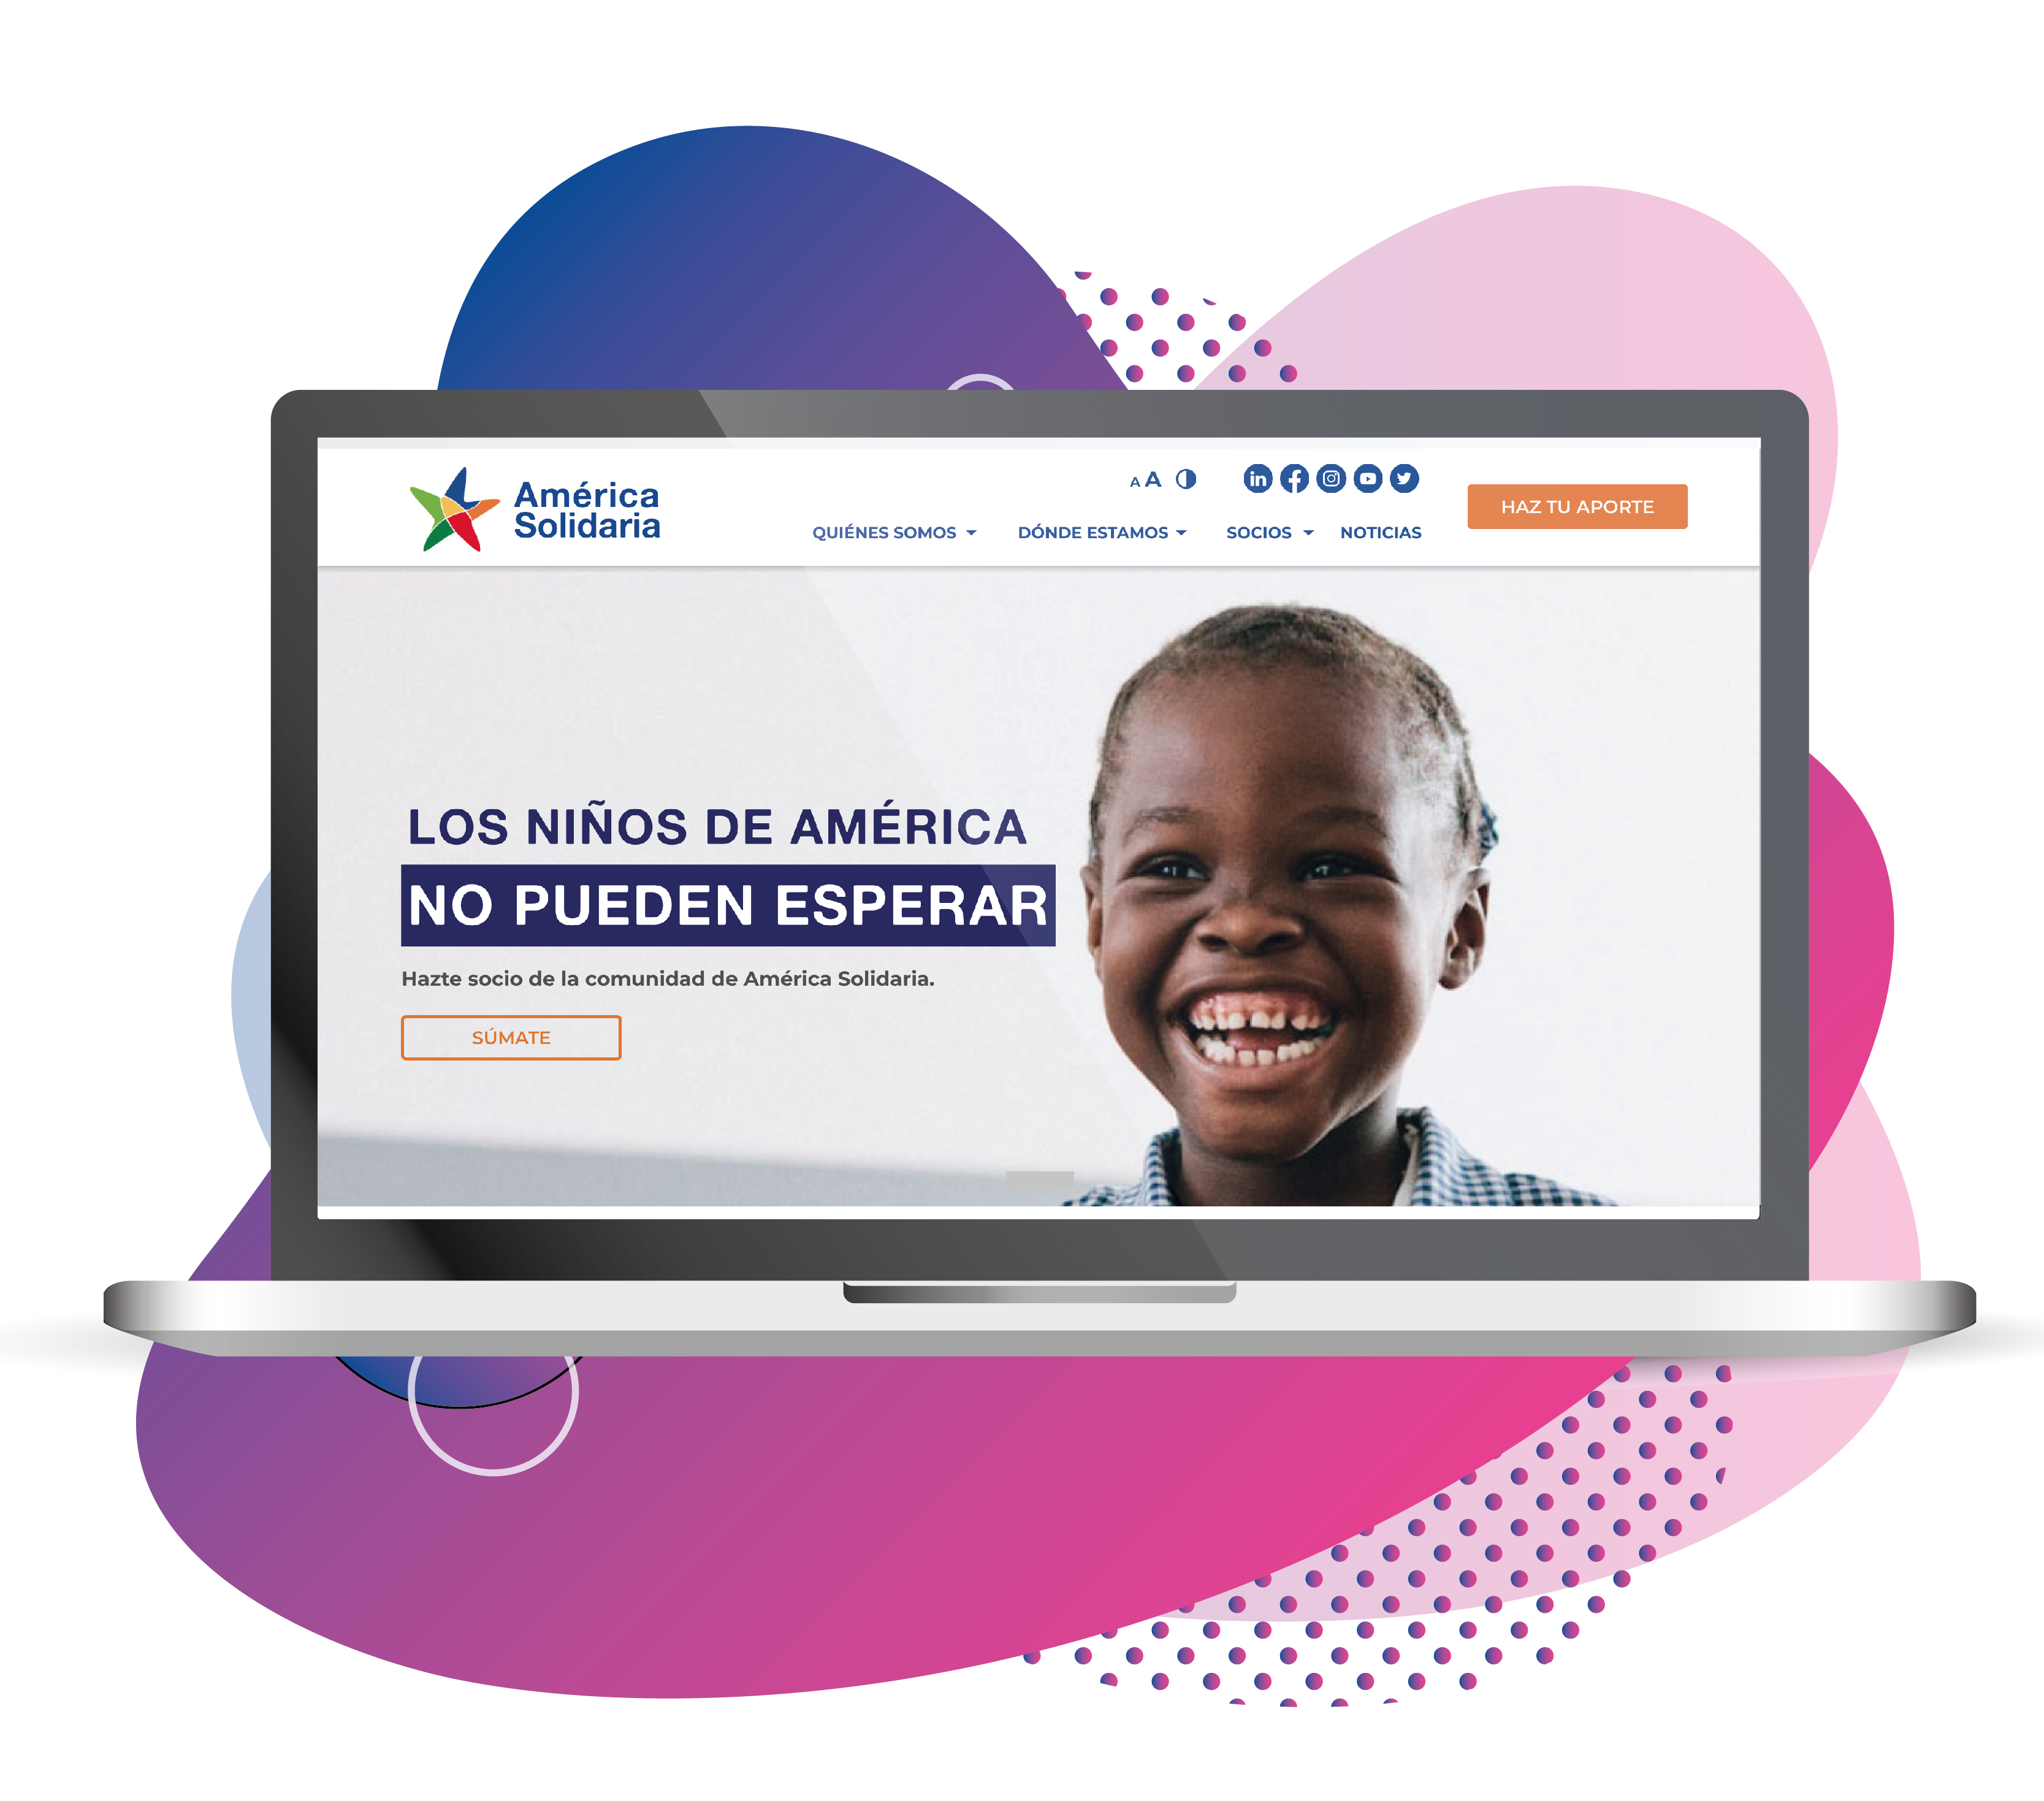 América
Solidaria
A A
QUIÉNES SOMOS
DÓNDE ESTAMOS
SOCIOS
NOTICIAS
HAZ TU APORTE
LOS NIÑOS DE AMÉRICA
NO PUEDEN ESPERAR
Hazte socio de la comunidad de América Solidaria.
SÚMATE